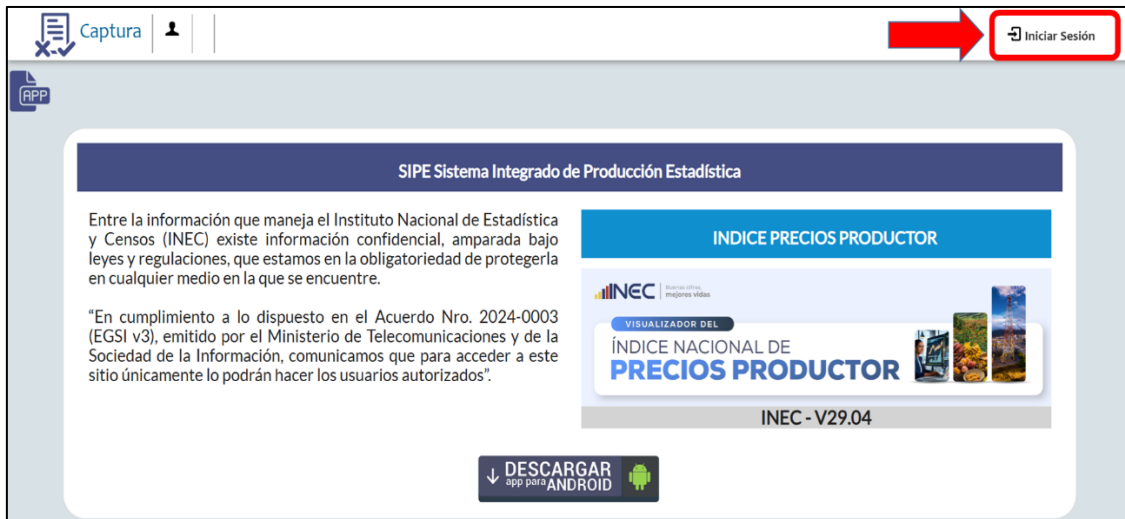 Captura
Iniciar Sesión
APP
SIPE Sistema Integrado de Producción Estadística
Entre la información que maneja el Instituto Nacional de Estadística
y Censos (INEC) existe información confidencial, amparada bajo
leyes y regulaciones, que estamos en la obligatoriedad de protegerla
en cualquier medio en la que se encuentre.
“En cumplimiento a lo dispuesto en el Acuerdo Nro. 2024-0003
(EGSI v3), emitido por el Ministerio de Telecomunicaciones y de la
Sociedad de la Información, comunicamos que para acceder a este
sitio únicamente lo podrán hacer los usuarios autorizados”.
INDICE PRECIOS PRODUCTOR
INEC
Buenas cifras,
mejores vidas
VISUALIZADOR DEL
ÍNDICE NACIONAL DE
PRECIOS PRODUCTOR
INEC - V29.04
DESCARGAR
app para ANDROID